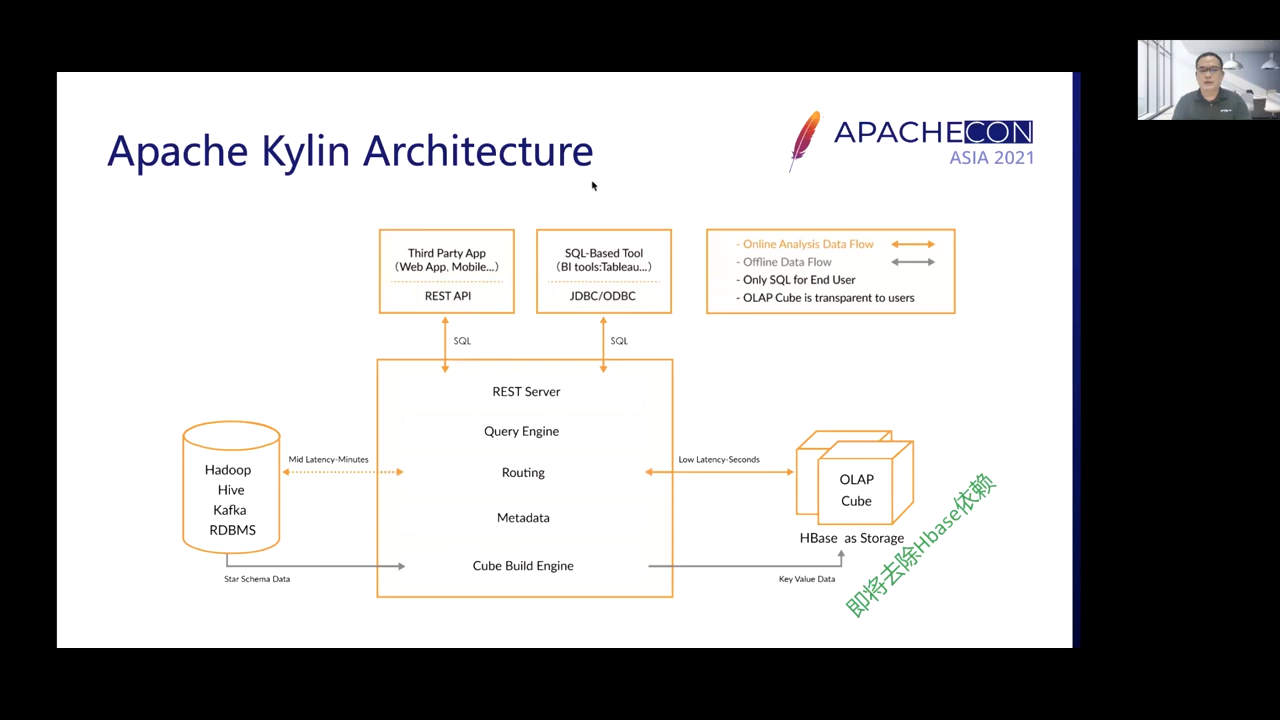 Apache Kylin Architecture
APACHECON
ASIA 2021
Third Party App
(Web App, Mobile...)
REST API
SQL-Based Tool
(BI tools:Tableau...)
JDBC/ODBC
- Online Analysis Data Flow
- Offline Data Flow
- Only SQL for End User
- OLAP Cube is transparent to users
SQL
SQL
REST Server
Query Engine
Routing
Metadata
Cube Build Engine
Hadoop
Hive
Kafka
RDBMS
Mid Latency-Minutes
Star Schema Data
Low Latency-Seconds
OLAP
Cube
HBase as Storage
Key Value Data
即将去除Hbase依赖